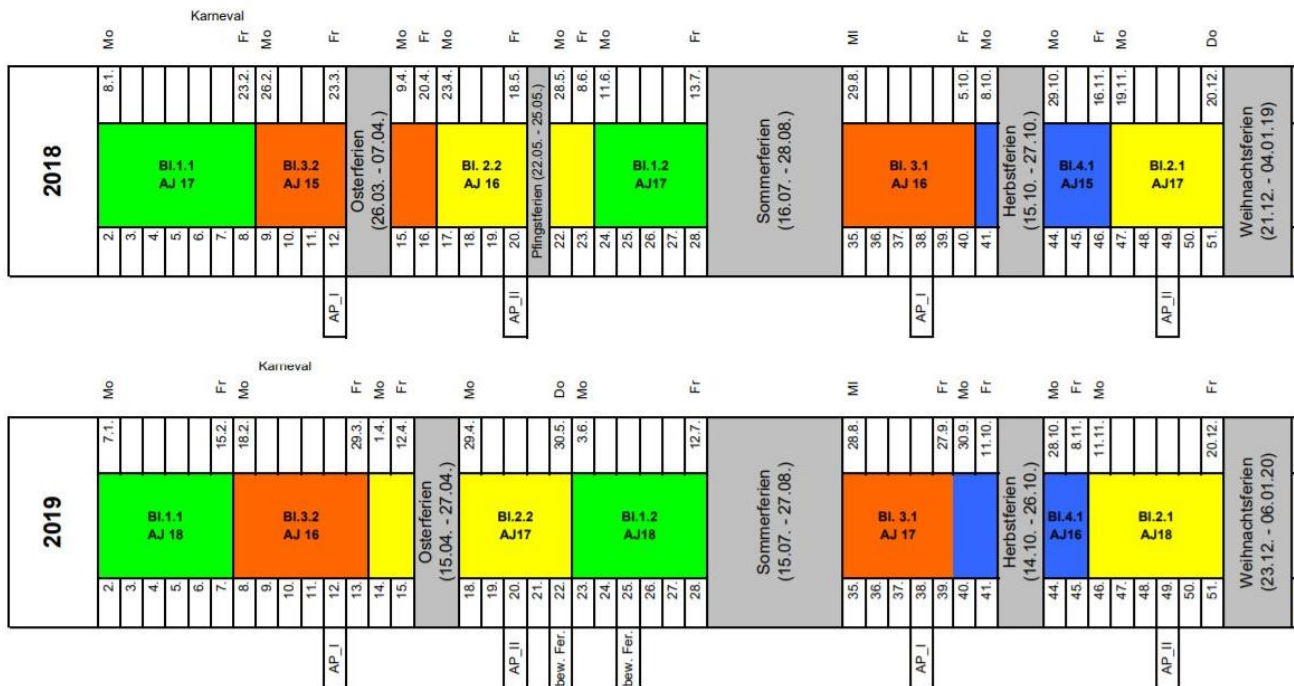 Karneval
Mo Fr Mo Fr Mo Fr Mo Fr Mo Fr Mo Fr MI Fr Mo Mo Fr Mo Do
2018
8.1. 23.2. 26.2. 23.3. 9.4. 20.4. 23.4. 18.5. 28.5. 8.6. 11.6. 13.7. 29.8. 5.10. 8.10. 29.10. 16.11. 19.11. 20.12.
BI.1.1
AJ 17
BI.3.2
AJ 15
Osterferien
(26.03. - 07.04.)
BI. 2.2
AJ 16
Pfingstferien (22.05. - 25.05.)
BI.1.2
AJ17
Sommerferien
(16.07. - 28.08.)
BI. 3.1
AJ 16
Herbstferien
(15.10. - 27.10.)
BI.4.1
AJ15
BI.2.1
AJ17
Weihnachtsferien
(21.12. - 04.01.19)
2. 3. 4. 5. 6. 7. 8. 9. 10. 11. 12. 15. 16. 17. 18. 19. 20. 22. 23. 24. 25. 26. 27. 28. 35. 36. 37. 38. 39. 40. 41. 44. 45. 46. 47. 48. 49. 50. 51.
AP_I AP_II AP_I AP_II
Karneval
Mo Fr Mo Fr Mo Fr Mo Do Mo Fr MI Fr Mo Fr Mo Fr Mo Fr
2019
7.1. 15.2. 18.2. 29.3. 1.4. 12.4. 29.4. 30.5. 3.6. 12.7. 28.8. 27.9. 30.9. 11.10. 28.10. 8.11. 11.11. 20.12.
BI.1.1
AJ 18
BI.3.2
AJ 16
Osterferien
(15.04. - 27.04.)
BI.2.2
AJ17
BI.1.2
AJ18
Sommerferien
(15.07. - 27.08.)
BI. 3.1
AJ 17
Herbstferien
(14.10. - 26.10.)
BI.4.1
AJ16
BI.2.1
AJ18
Weihnachtsferien
(23.12. - 06.01.20)
2. 3. 4. 5. 6. 7. 8. 9. 10. 11. 12. 13. 14. 15. 18. 19. 20. 21. 22. 23. 24. 25. 26. 27. 28. 35. 36. 37. 38. 39. 40. 41. 44. 45. 46. 47. 48. 49. 50. 51.
AP_I AP_II bew. Fer. bew. Fer. AP_I AP_II